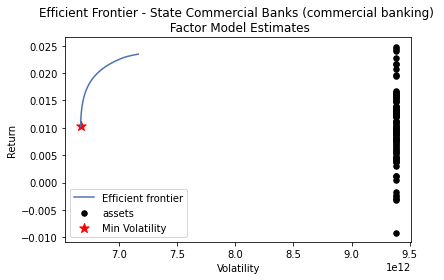 Efficient Frontier - State Commercial Banks (commercial banking)
Factor Model Estimates
Return
0.025
0.020
0.015
0.010
0.005
0.000
-0.005
-0.010
Efficient frontier
assets
Min Volatility
7.0 7.5 8.0 8.5 9.0 9.5
1e12
Volatility